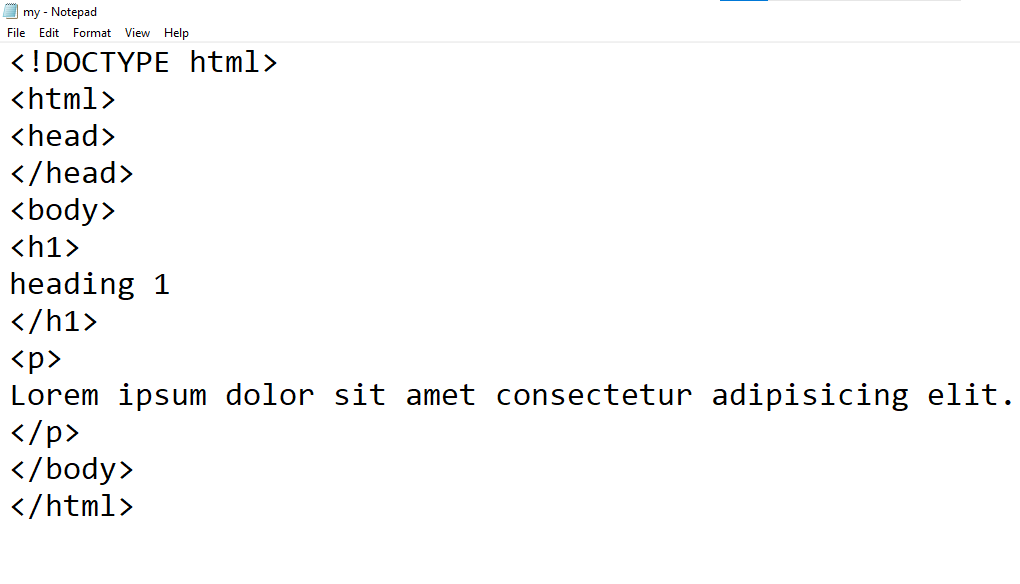 my - Notepad
File Edit Format View Help
<!DOCTYPE html>
<html>
<head>
</head>
<body>
<h1>
heading 1
</h1>
<p>
Lorem ipsum dolor sit amet consectetur adipisicing elit.
</p>
</body>
</html>